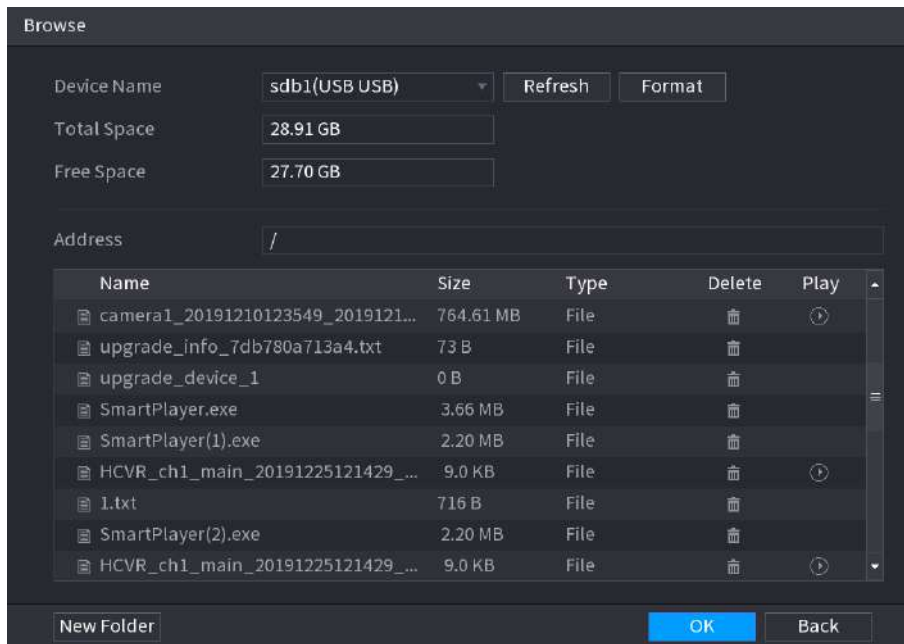 Browse
Device Name sdb1(USB USB) Refresh Format
Total Space 28.91 GB
Free Space 27.70 GB
Address /
Name Size Type Delete Play
camera1_20191210123549_2019121... 764.61 MB File
upgrade_info_7db780a713a4.txt 73 B File
upgrade_device_1 0 B File
SmartPlayer.exe 3.66 MB File
SmartPlayer(1).exe 2.20 MB File
HCVR_ch1_main_20191225121429_... 9.0 KB File
1.txt 716 B File
SmartPlayer(2).exe 2.20 MB File
HCVR_ch1_main_20191225121429_... 9.0 KB File
New Folder OK Back